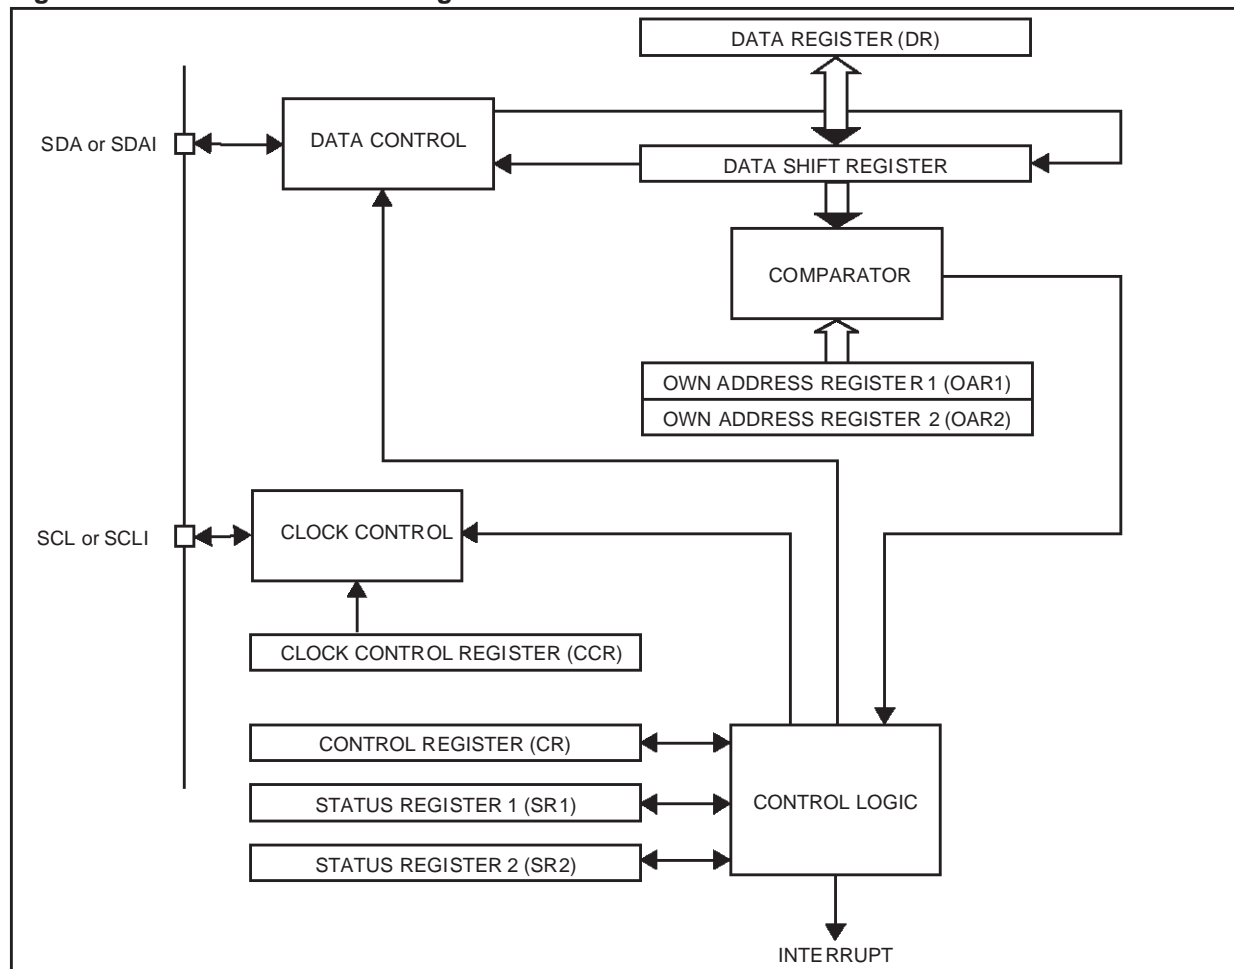 DATA REGISTER (DR)
SDA or SDAI
DATA CONTROL
DATA SHIFT REGISTER
COMPARATOR
OWN ADDRESS REGISTER 1 (OAR1)
OWN ADDRESS REGISTER 2 (OAR2)
SCL or SCLI
CLOCK CONTROL
CLOCK CONTROL REGISTER (CCR)
CONTROL REGISTER (CR)
STATUS REGISTER 1 (SR1)
CONTROL LOGIC
STATUS REGISTER 2 (SR2)
INTERRUPT